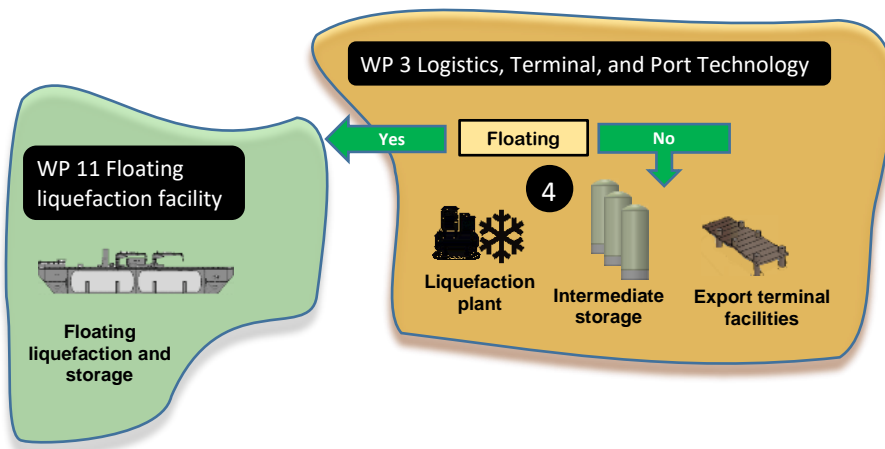 WP 3 Logistics, Terminal, and Port Technology
Yes
Floating
No
WP 11 Floating
liquefaction facility
4
Liquefaction
plant
Intermediate
storage
Export terminal
facilities
Floating
liquefaction and
storage